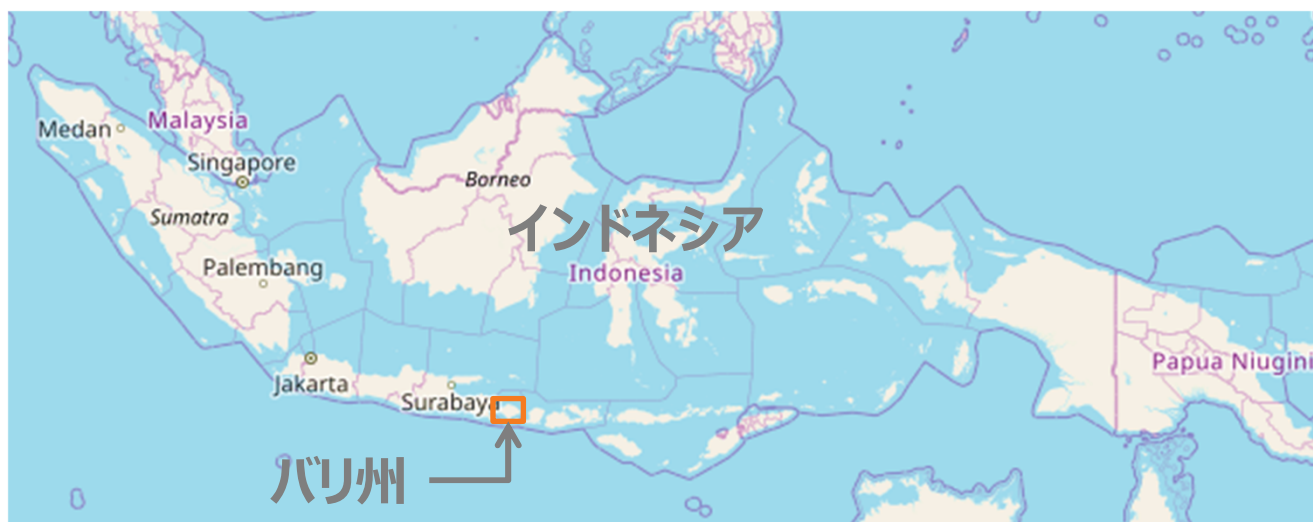 Medan
Malaysia
Singapore
Borneo
Sumatra
インドネシア
Palembang
Indonesia
Papua Niugini
Jakarta
Surabaya
バリ州